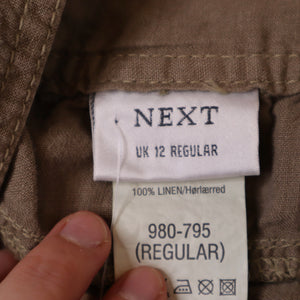 NEXT
UK 12 REGULAR
100% LINEN/Hørlærred
980-795
(REGULAR)